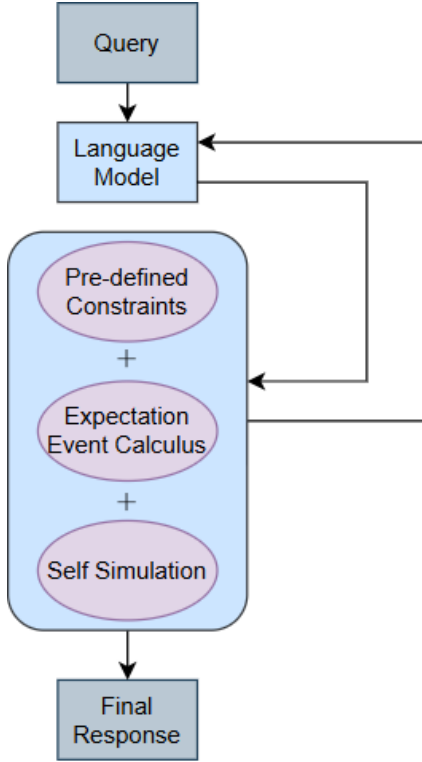 Query
Language
Model
Pre-defined
Constraints
+
Expectation
Event Calculus
+
Self Simulation
Final
Response